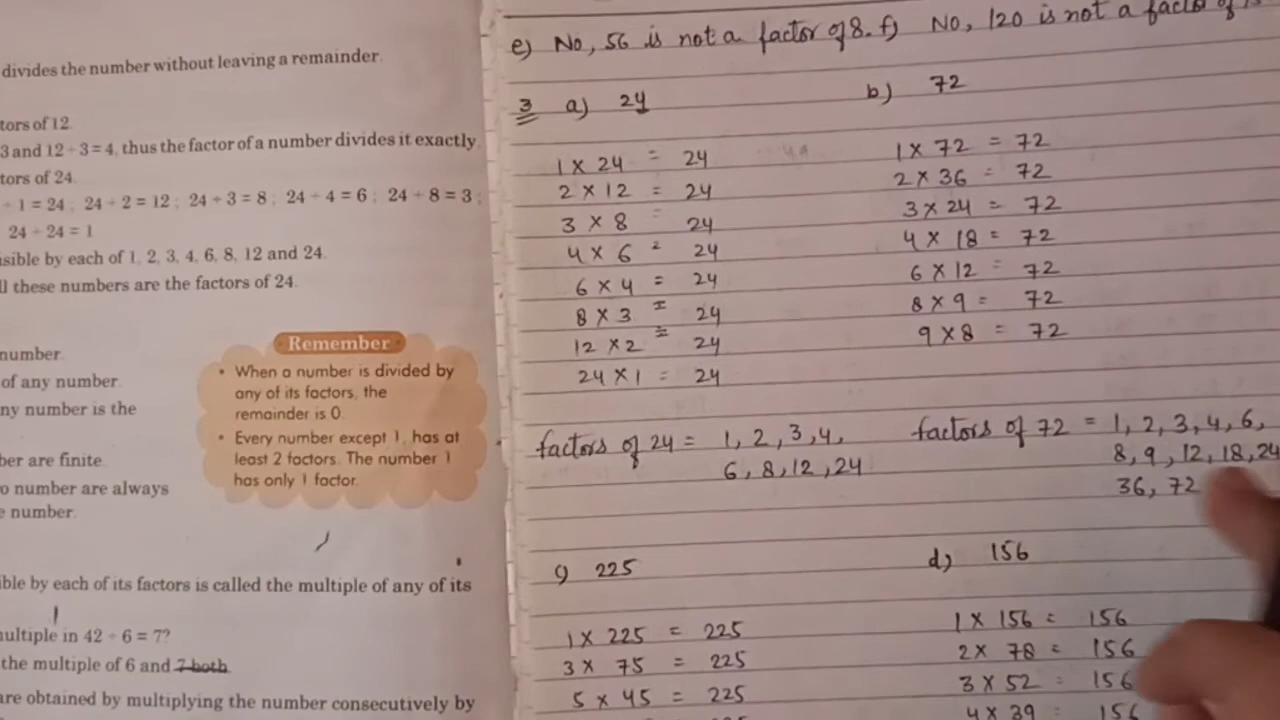 divides the number without leaving a remainder.
tors of 12.
3 and 12 ÷ 3 = 4, thus the factor of a number divides it exactly.
tors of 24.
÷ 1 = 24 ; 24 ÷ 2 = 12 ; 24 ÷ 3 = 8 ; 24 ÷ 4 = 6 ; 24 ÷ 8 = 3 ;
24 ÷ 24 = 1
isible by each of 1, 2, 3, 4, 6, 8, 12 and 24.
ll these numbers are the factors of 24.
number.
of any number.
ny number is the
ber are finite.
o number are always
e number.
Remember
• When a number is divided by
any of its factors, the
remainder is 0.
• Every number except 1, has at
least 2 factors. The number 1
has only 1 factor.
ible by each of its factors is called the multiple of any of its
multiple in 42 ÷ 6 = 7?
the multiple of 6 and 7 both.
are obtained by multiplying the number consecutively by
e) No, 56 is not a factor of 8. f) No, 120 is not a factor of
3 a) 24
1 × 24 = 24
2 × 12 = 24
3 × 8 = 24
4 × 6 = 24
6 × 4 = 24
8 × 3 = 24
12 × 2 = 24
24 × 1 = 24
factors of 24 = 1, 2, 3, 4,
6, 8, 12, 24
b) 72
1 × 72 = 72
2 × 36 = 72
3 × 24 = 72
4 × 18 = 72
6 × 12 = 72
8 × 9 = 72
9 × 8 = 72
factors of 72 = 1, 2, 3, 4, 6,
8, 9, 12, 18, 24
36, 72
c) 225
1 × 225 = 225
3 × 75 = 225
5 × 45 = 225
d) 156
1 × 156 = 156
2 × 78 = 156
3 × 52 = 156
4 × 39 = 156